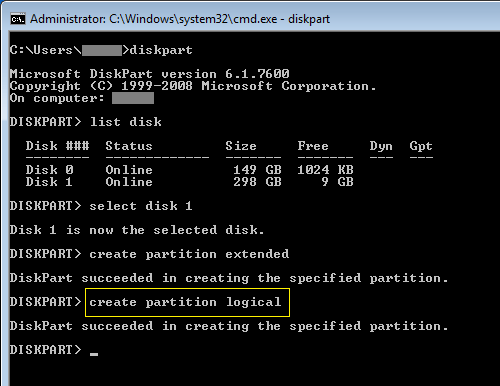 Administrator: C:\Windows\system32\cmd.exe - diskpart
C:\Users\ >diskpart
Microsoft DiskPart version 6.1.7600
Copyright (C) 1999-2008 Microsoft Corporation.
On computer:
DISKPART> list disk
Disk ### Status Size Free Dyn Gpt
-------- ------------- ------- ------- --- ---
Disk 0 Online 149 GB 1024 KB
Disk 1 Online 298 GB 9 GB
DISKPART> select disk 1
Disk 1 is now the selected disk.
DISKPART> create partition extended
DiskPart succeeded in creating the specified partition.
DISKPART> create partition logical
DiskPart succeeded in creating the specified partition.
DISKPART> _